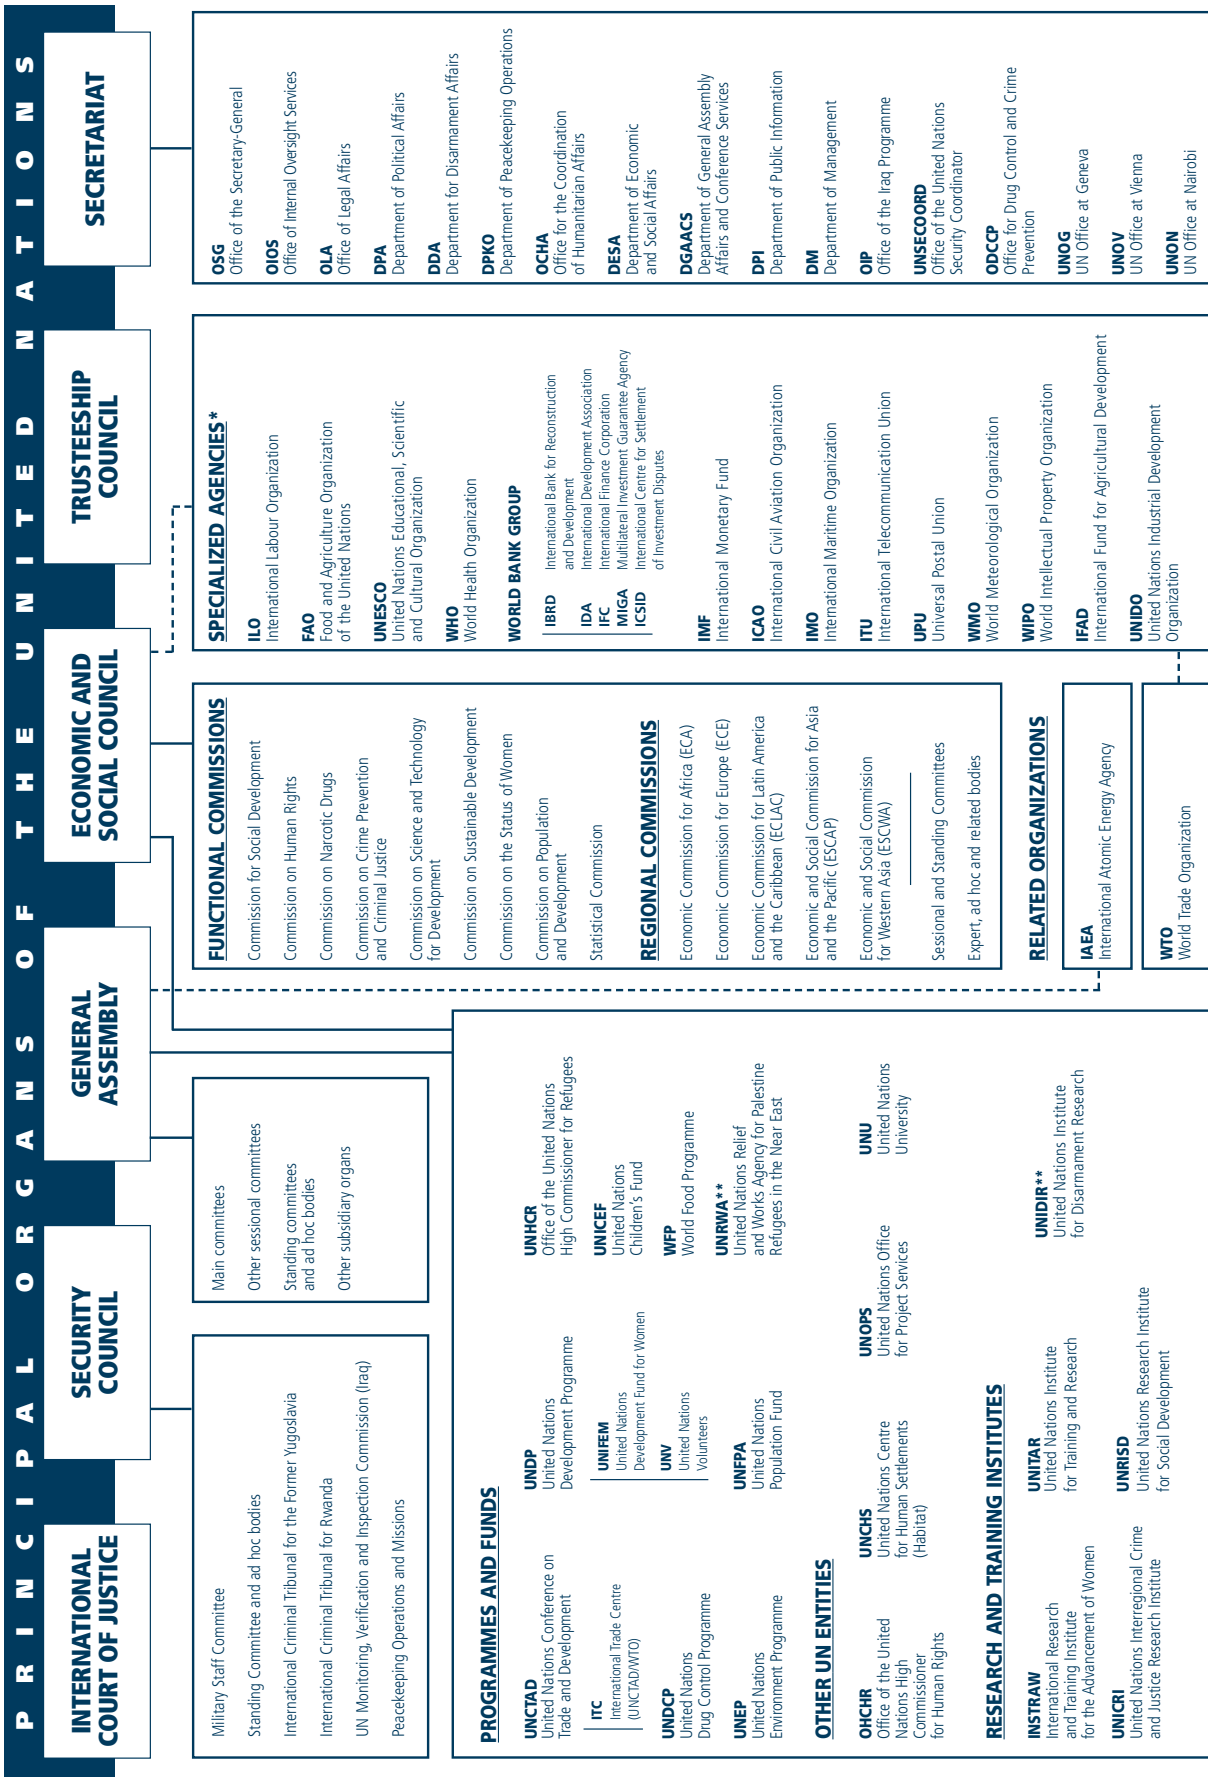 PRINCIPAL ORGANS OF THE UNITED NATIONS
INTERNATIONAL
COURT OF JUSTICE
SECURITY
COUNCIL
GENERAL
ASSEMBLY
ECONOMIC AND
SOCIAL COUNCIL
TRUSTEESHIP
COUNCIL
SECRETARIAT
Military Staff Committee
Standing Committee and ad hoc bodies
International Criminal Tribunal for the Former Yugoslavia
International Criminal Tribunal for Rwanda
UN Monitoring, Verification and Inspection Commission (Iraq)
Peacekeeping Operations and Missions
Main committees
Other sessional committees
Standing committees
and ad hoc bodies
Other subsidiary organs
PROGRAMMES AND FUNDS
UNCTAD
United Nations Conference on
Trade and Development
ITC
International Trade Centre
(UNCTAD/WTO)
UNDCP
United Nations
Drug Control Programme
UNEP
United Nations
Environment Programme
UNDP
United Nations
Development Programme
UNIFEM
United Nations
Development Fund for Women
UNV
United Nations
Volunteers
UNFPA
United Nations
Population Fund
UNHCR
Office of the United Nations
High Commissioner for Refugees
UNICEF
United Nations
Children's Fund
WFP
World Food Programme
UNRWA**
United Nations Relief
and Works Agency for Palestine
Refugees in the Near East
OTHER UN ENTITIES
OHCHR
Office of the United
Nations High
Commissioner
for Human Rights
UNCHS
United Nations Centre
for Human Settlements
(Habitat)
UNOPS
United Nations Office
for Project Services
UNU
United Nations
University
RESEARCH AND TRAINING INSTITUTES
INSTRAW
International Research
and Training Institute
for the Advancement of Women
UNICRI
United Nations Interregional Crime
and Justice Research Institute
UNITAR
United Nations Institute
for Training and Research
UNRISD
United Nations Research Institute
for Social Development
UNIDIR**
United Nations Institute
for Disarmament Research
FUNCTIONAL COMMISSIONS
Commission for Social Development
Commission on Human Rights
Commission on Narcotic Drugs
Commission on Crime Prevention
and Criminal Justice
Commission on Science and Technology
for Development
Commission on Sustainable Development
Commission on the Status of Women
Commission on Population
and Development
Statistical Commission
REGIONAL COMMISSIONS
Economic Commission for Africa (ECA)
Economic Commission for Europe (ECE)
Economic Commission for Latin America
and the Caribbean (ECLAC)
Economic and Social Commission for Asia
and the Pacific (ESCAP)
Economic and Social Commission
for Western Asia (ESCWA)
Sessional and Standing Committees
Expert, ad hoc and related bodies
RELATED ORGANIZATIONS
IAEA
International Atomic Energy Agency
WTO
World Trade Organization
SPECIALIZED AGENCIES*
ILO
International Labour Organization
FAO
Food and Agriculture Organization
of the United Nations
UNESCO
United Nations Educational, Scientific
and Cultural Organization
WHO
World Health Organization
WORLD BANK GROUP
IBRD International Bank for Reconstruction
and Development
IDA International Development Association
IFC International Finance Corporation
MIGA Multilateral Investment Guarantee Agency
ICSID International Centre for Settlement
of Investment Disputes
IMF
International Monetary Fund
ICAO
International Civil Aviation Organization
IMO
International Maritime Organization
ITU
International Telecommunication Union
UPU
Universal Postal Union
WMO
World Meteorological Organization
WIPO
World Intellectual Property Organization
IFAD
International Fund for Agricultural Development
UNIDO
United Nations Industrial Development
Organization
OSG
Office of the Secretary-General
OIOS
Office of Internal Oversight Services
OLA
Office of Legal Affairs
DPA
Department of Political Affairs
DDA
Department for Disarmament Affairs
DPKO
Department of Peacekeeping Operations
OCHA
Office for the Coordination
of Humanitarian Affairs
DESA
Department of Economic
and Social Affairs
DGAACS
Department of General Assembly
Affairs and Conference Services
DPI
Department of Public Information
DM
Department of Management
OIP
Office of the Iraq Programme
UNSECOORD
Office of the United Nations
Security Coordinator
ODCCP
Office for Drug Control and Crime
Prevention
UNOG
UN Office at Geneva
UNOV
UN Office at Vienna
UNON
UN Office at Nairobi